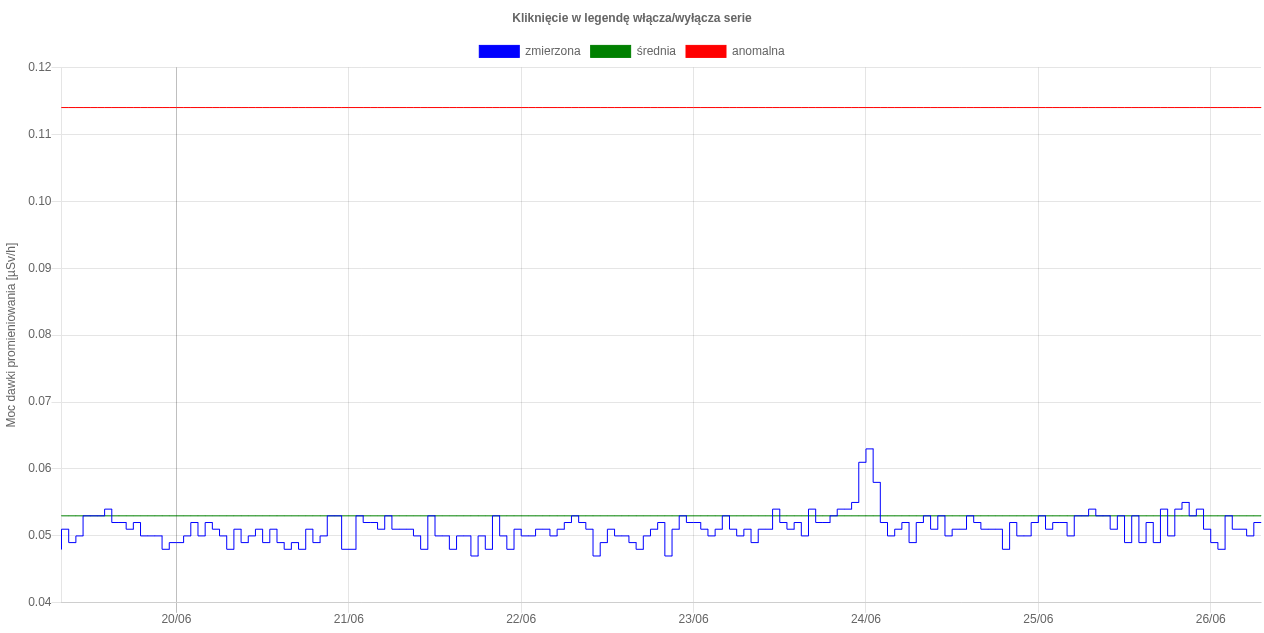 Kliknięcie w legendę włącza/wyłącza serie
zmierzona średnia anomalna
Moc dawki promieniowania [µSv/h]
0.12
0.11
0.10
0.09
0.08
0.07
0.06
0.05
0.04
20/06 21/06 22/06 23/06 24/06 25/06 26/06